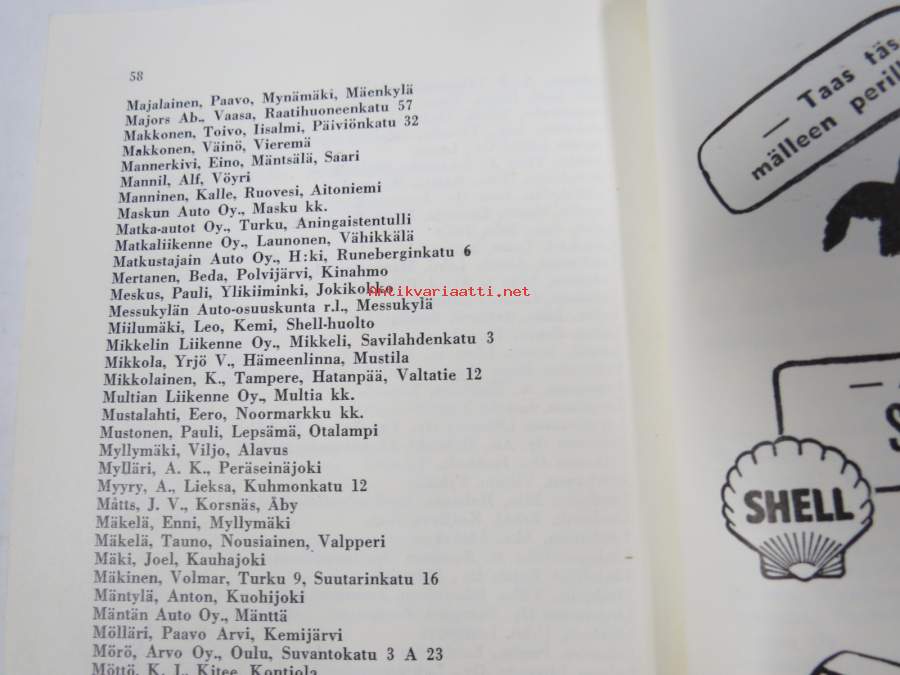 58
Majalainen, Paavo, Mynämäki, Mäenkylä
Majors Ab., Vaasa, Raatihuoneenkatu 57
Makkonen, Toivo, Iisalmi, Päiviönkatu 32
Makkonen, Väinö, Vieremä
Mannerkivi, Eino, Mäntsälä, Saari
Mannil, Alf, Vöyri
Manninen, Kalle, Ruovesi, Aitoniemi
Maskun Auto Oy., Masku kk.
Matka-autot Oy., Turku, Aningaistentulli
Matkaliikenne Oy., Launonen, Vähikkälä
Matkustajain Auto Oy., H:ki, Runeberginkatu 6
Mertanen, Beda, Polvijärvi, Kinahmo
Meskus, Pauli, Ylikiiminki, Jokikokko
Messukylän Auto-osuuskunta r.l., Messukylä
Miilumäki, Leo, Kemi, Shell-huolto
Mikkelin Liikenne Oy., Mikkeli, Savilahdenkatu 3
Mikkola, Yrjö V., Hämeenlinna, Mustila
Mikkolainen, K., Tampere, Hatanpää, Valtatie 12
Multian Liikenne Oy., Multia kk.
Mustalahti, Eero, Noormarkku kk.
Mustonen, Pauli, Lepsämä, Otalampi
Myllymäki, Viljo, Alavus
Mylläri, A. K., Peräseinäjoki
Myyry, A., Lieksa, Kuhmonkatu 12
Måtts, J. V., Korsnäs, Åby
Mäkelä, Enni, Myllymäki
Mäkelä, Tauno, Nousiainen, Valpperi
Mäki, Joel, Kauhajoki
Mäkinen, Volmar, Turku 9, Suutarinkatu 16
Mäntylä, Anton, Kuohijoki
Mäntän Auto Oy., Mänttä
Mölläri, Paavo Arvi, Kemijärvi
Mörö, Arvo Oy., Oulu, Suvantokatu 3 A 23
Möttö, K. J., Kitee, Kontiola
antikvariaatti.net
— Taas täs
mälleen perill
SHELL